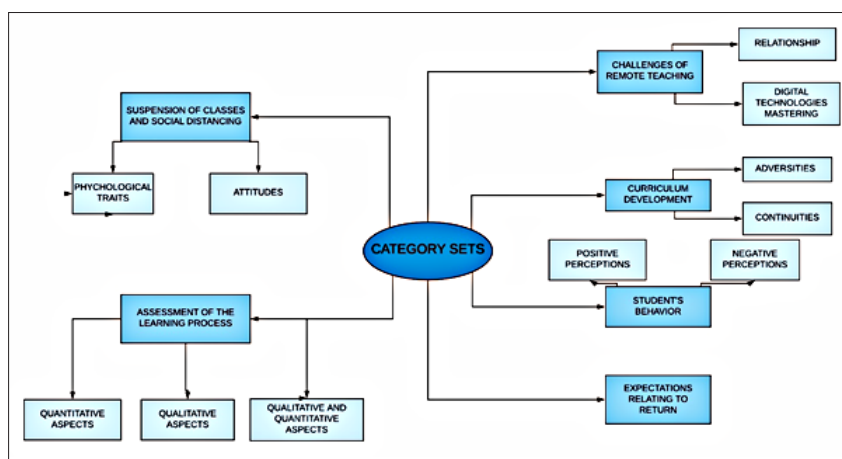 RELATIONSHIP
CHALLENGES OF
REMOTE TEACHING
DIGITAL
TECHNOLOGIES
MASTERING
SUSPENSION OF CLASSES
AND SOCIAL DISTANCING
PHYCHOLOGICAL
TRAITS
ATTITUDES
ADVERSITIES
CURRICULUM
DEVELOPMENT
CONTINUITIES
CATEGORY SETS
POSITIVE
PERCEPTIONS
NEGATIVE
PERCEPTIONS
STUDENT'S
BEHAVIOR
ASSESSMENT OF THE
LEARNING PROCESS
QUANTITATIVE
ASPECTS
QUALITATIVE
ASPECTS
QUALITATIVE AND
QUANTITATIVE
ASPECTS
EXPECTATIONS
RELATING TO
RETURN